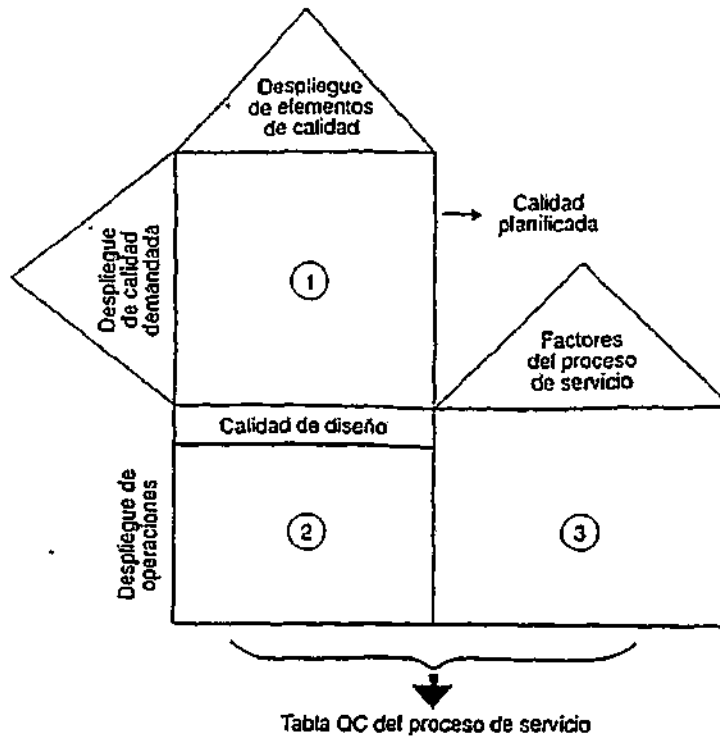 Despliegue
de elementos
de calidad
Calidad
planificada
Despliegue
de calidad
demandada
1
Factores
del proceso
de servicio
Calidad de diseño
Despliegue de
operaciones
2
3
Tabla QC del proceso de servicio